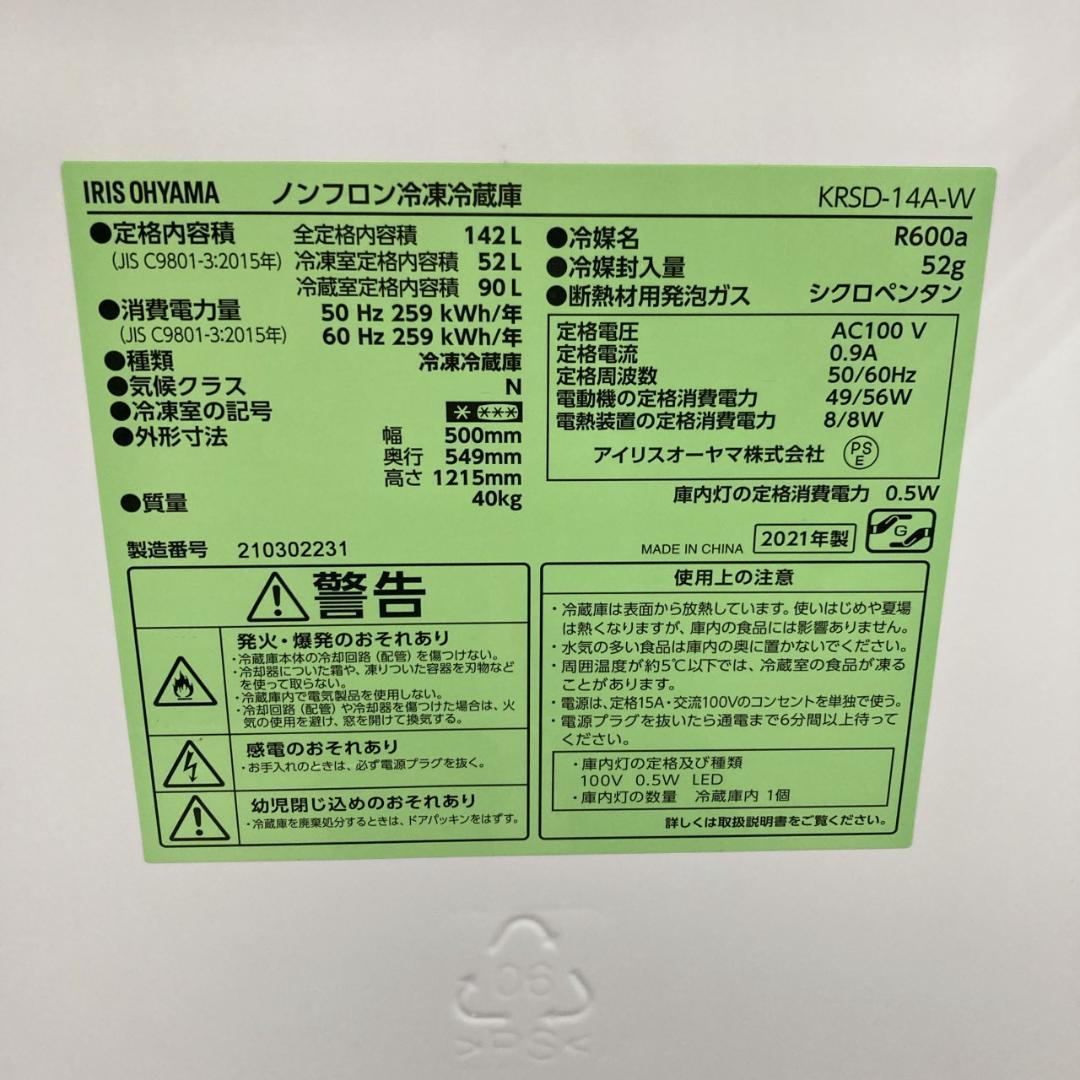 IRIS OHYAMA ノンフロン冷凍冷蔵庫 KRSD-14A-W
●定格内容積 全定格内容積 142 L
(JIS C9801-3:2015年) 冷凍室定格内容積 52 L
冷蔵室定格内容積 90 L
●消費電力量 50 Hz 259 kWh/年
(JIS C9801-3:2015年) 60 Hz 259 kWh/年
●種類 冷凍冷蔵庫
●気候クラス N
●冷凍室の記号
●外形寸法 幅 500mm
奥行 549mm
高さ 1215mm
●質量 40kg
製造番号 210302231
●冷媒名 R600a
●冷媒封入量 52g
●断熱材用発泡ガス シクロペンタン
定格電圧 AC100 V
定格電流 0.9A
定格周波数 50/60Hz
電動機の定格消費電力 49/56W
電熱装置の定格消費電力 8/8W
アイリスオーヤマ株式会社 PSE
庫内灯の定格消費電力 0.5W
MADE IN CHINA 2021年製 G
警告
発火・爆発のおそれあり
・冷蔵庫本体の冷却回路(配管)を傷つけない。
・冷却器についた霜や、凍りついた容器を刃物など
を使って取らない。
・冷蔵庫内で電気製品を使用しない。
・冷却回路(配管)や冷却器を傷つけた場合は、火
気の使用を避け、窓を開けて換気する。
感電のおそれあり
・お手入れのときは、必ず電源プラグを抜く。
幼児閉じ込めのおそれあり
・冷蔵庫を廃棄処分するときは、ドアパッキンをはずす。
使用上の注意
・冷蔵庫は表面から放熱しています。使いはじめや夏場
は熱くなりますが、庫内の食品には影響ありません。
・水気の多い食品は庫内の奥に置かないでください。
・周囲温度が約5℃以下では、冷蔵室の食品が凍る
ことがあります。
・電源は、定格15A・交流100Vのコンセントを単独で使う。
・電源プラグを抜いたら通電まで6分間以上待って
ください。
・庫内灯の定格及び種類
100V 0.5W LED
・庫内灯の数量 冷蔵庫内 1個
詳しくは取扱説明書をご覧ください。
06
>PS<